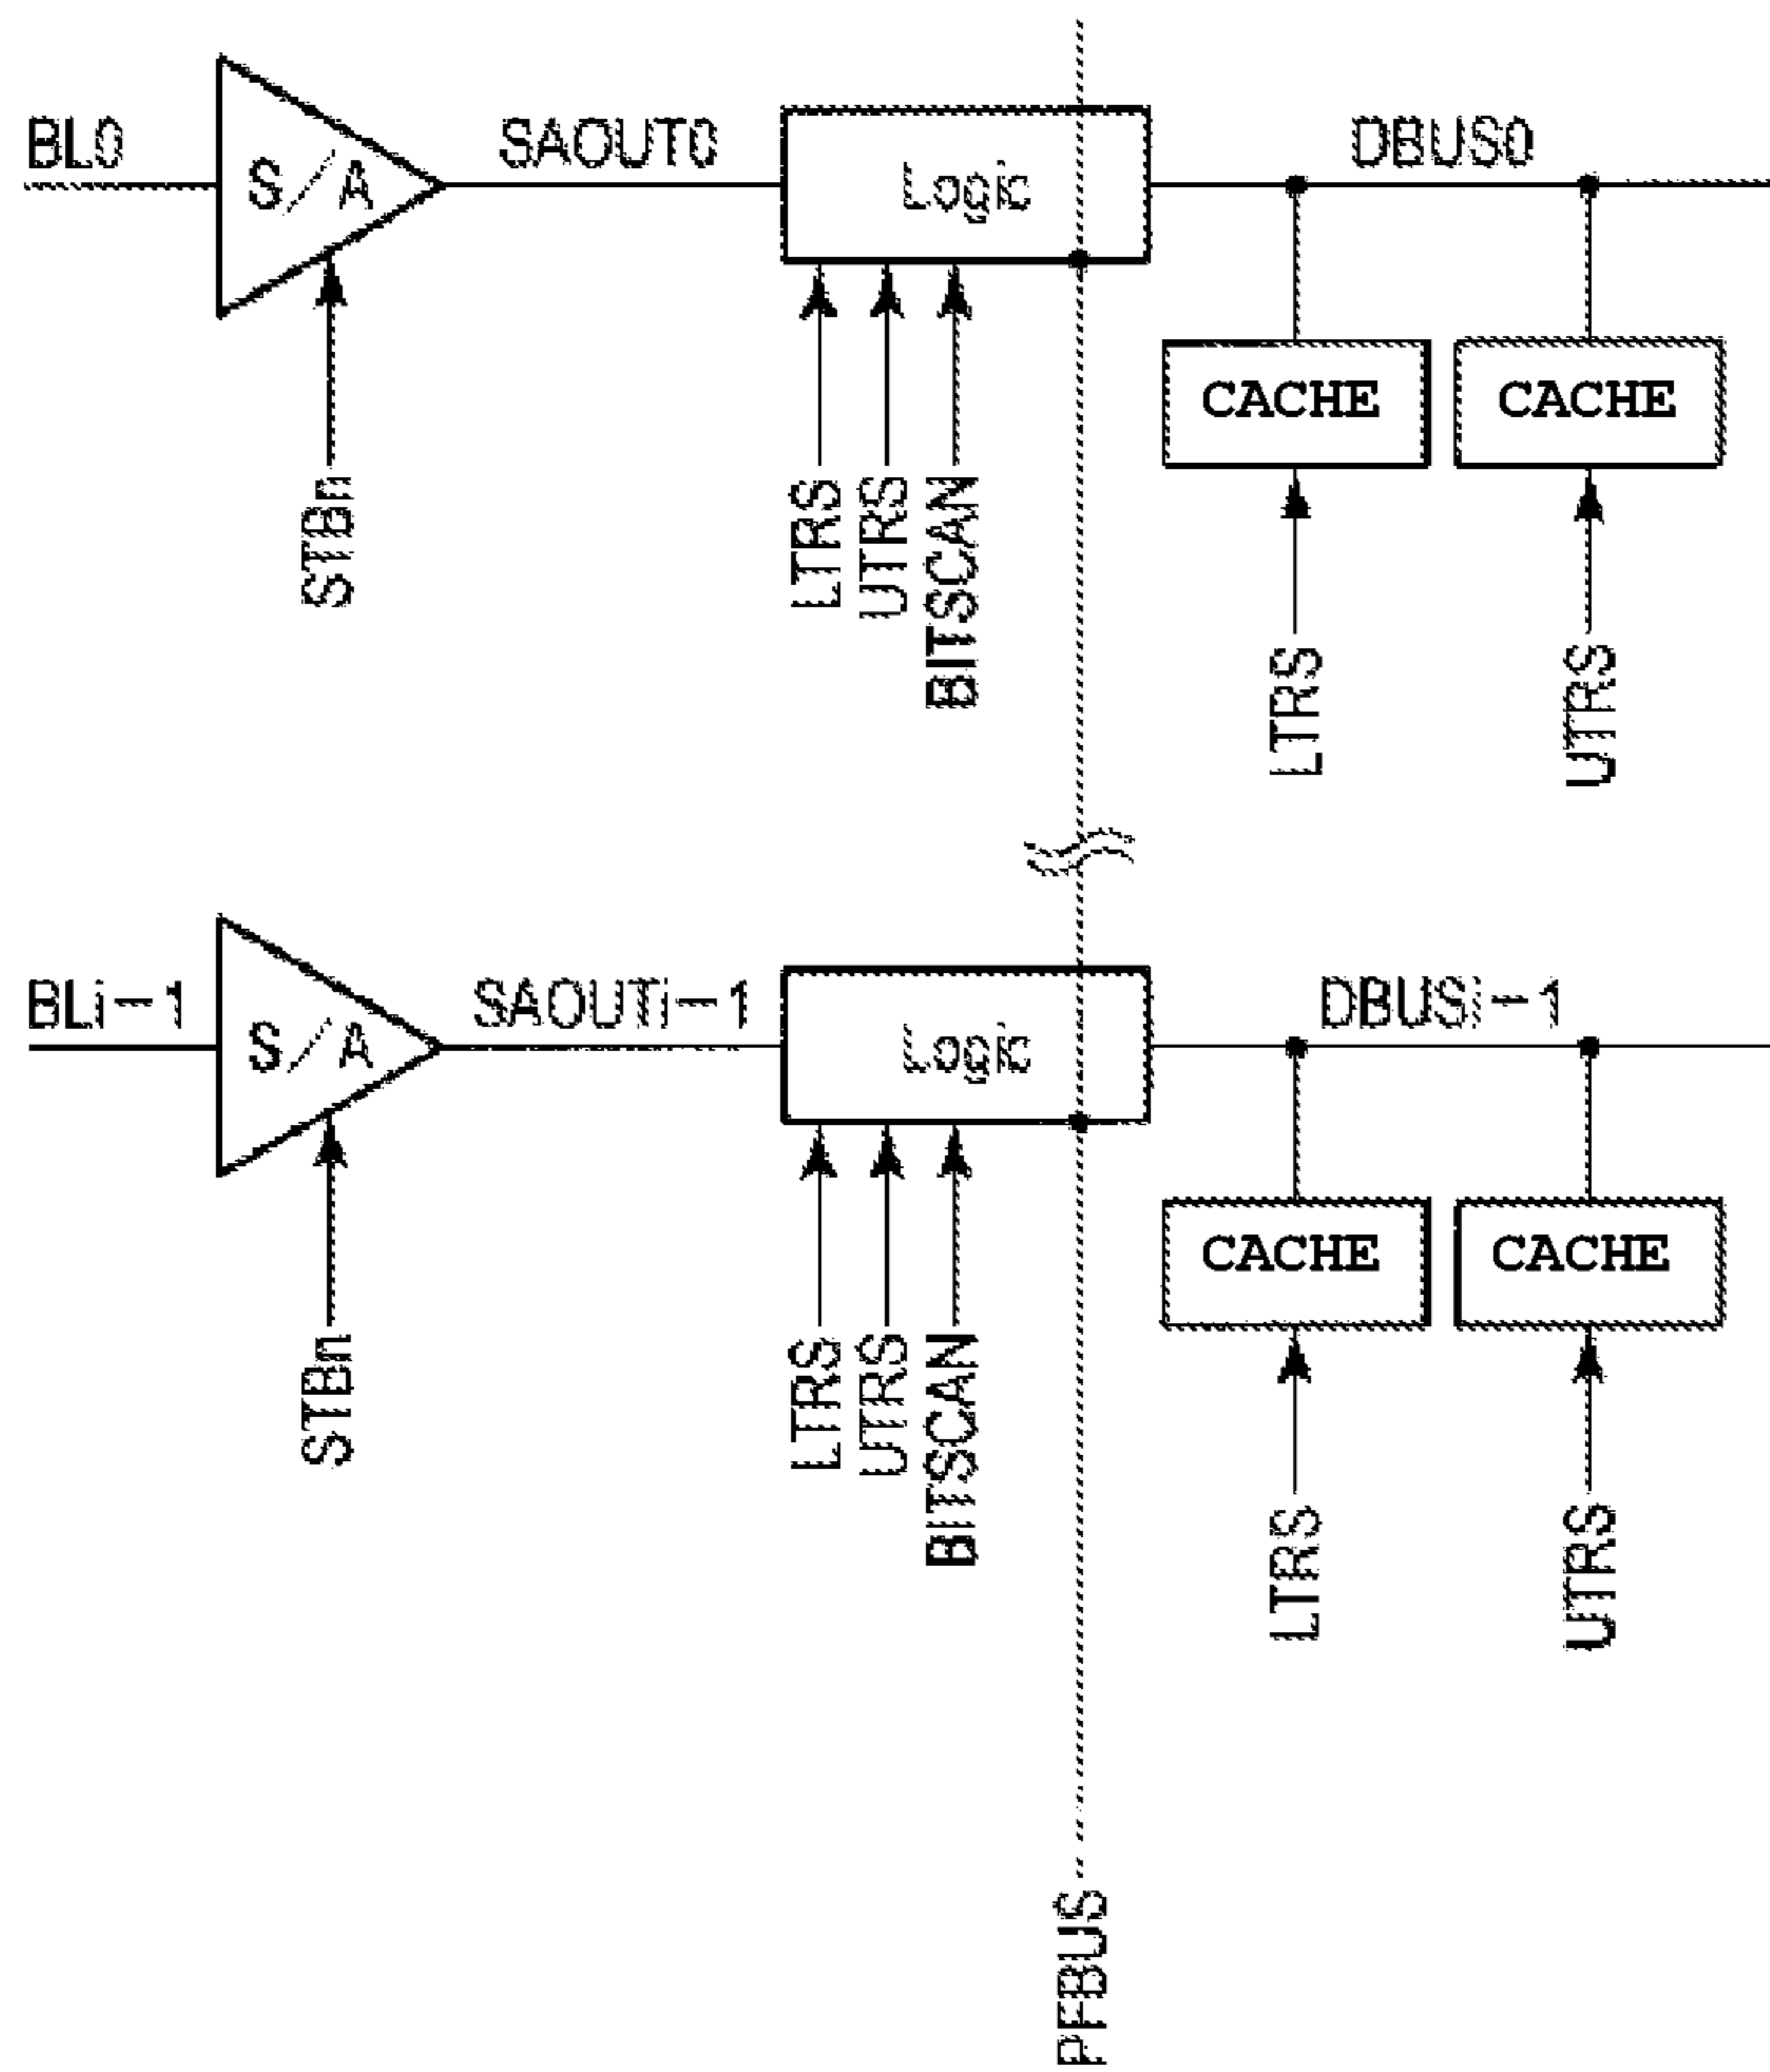 BL0
S/A
SAOUT0
Logic
DBUS0
CACHE
CACHE
STBn
LTRS
UTRS
BITSCAN
LTRS
UTRS
BLi-1
S/A
SAOUTi-1
Logic
DBUSi-1
CACHE
CACHE
STBn
LTRS
UTRS
BITSCAN
LTRS
UTRS
PFBUS